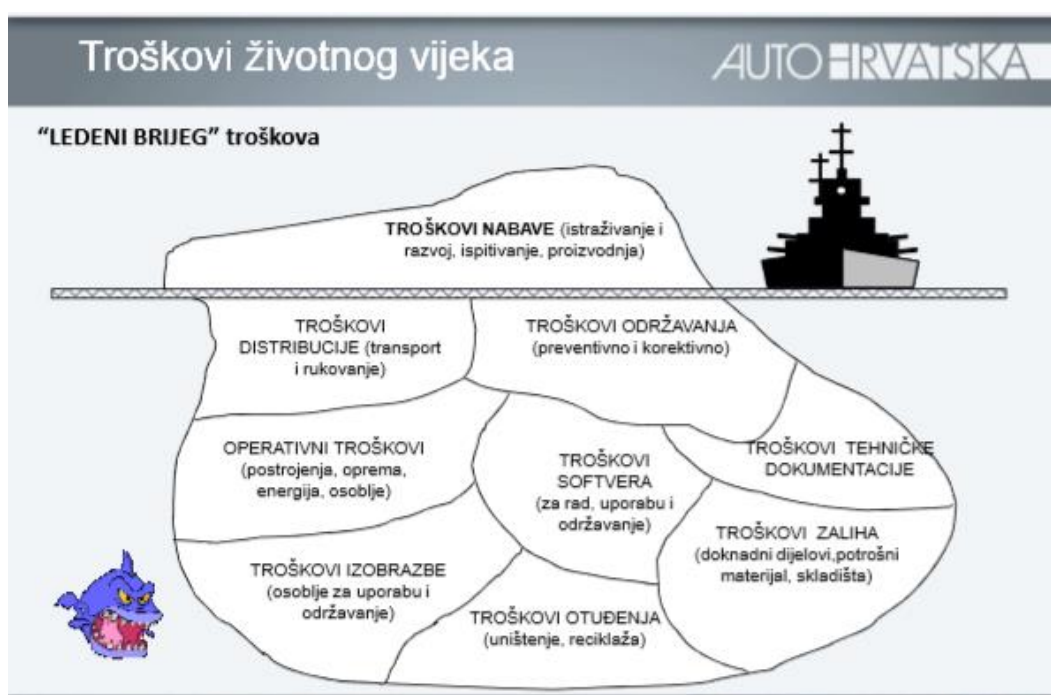 Troškovi životnog vijeka
AUTO HRVATSKA
“LEDENI BRIJEG” troškova
TROŠKOVI NABAVE (istraživanje i
razvoj, ispitivanje, proizvodnja)
TROŠKOVI
DISTRIBUCIJE (transport
i rukovanje)
TROŠKOVI ODRŽAVANJA
(preventivno i korektivno)
OPERATIVNI TROŠKOVI
(postrojenja, oprema,
energija, osoblje)
TROŠKOVI
SOFTVERA
(za rad, uporabu i
održavanje)
TROŠKOVI TEHNIČKE
DOKUMENTACIJE
TROŠKOVI ZALIHA
(doknadni dijelovi,potrošni
materijal, skladišta)
TROŠKOVI IZOBRAZBE
(osoblje za uporabu i
održavanje)
TROŠKOVI OTUĐENJA
(uništenje, reciklaža)